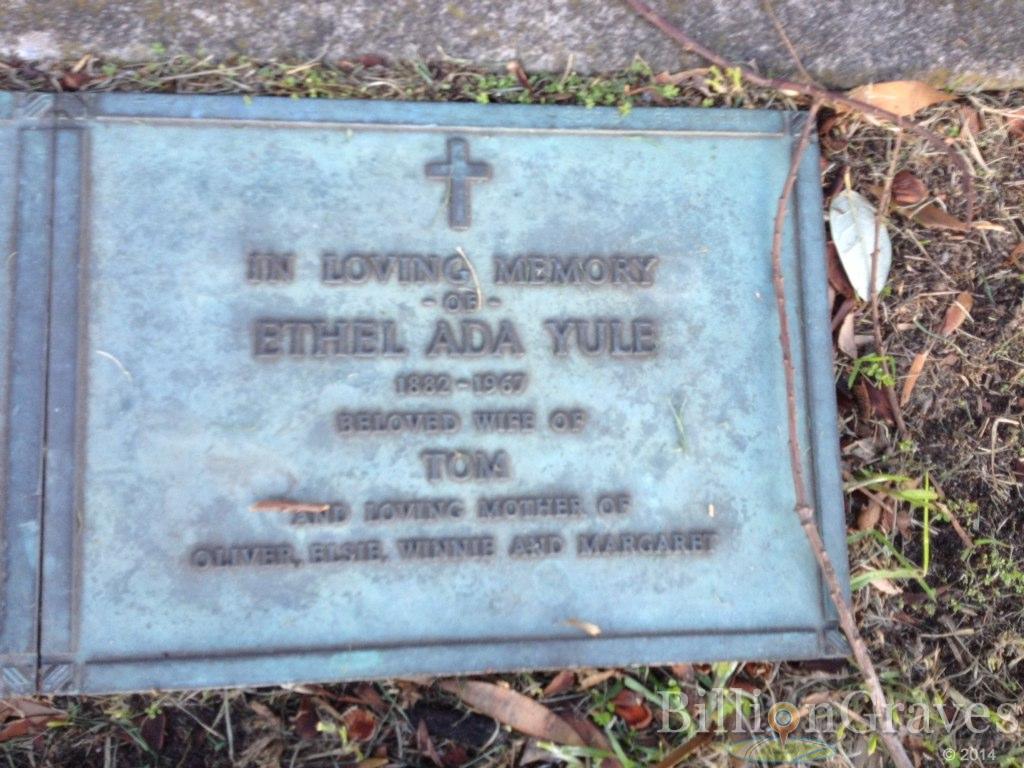 IN LOVING MEMORY
- OF -
ETHEL ADA YULE
1882 - 1967
BELOVED WIFE OF
TOM
AND LOVING MOTHER OF
OLIVER, ELSIE, WINNIE AND MARGARET
BillionGraves
© 2014